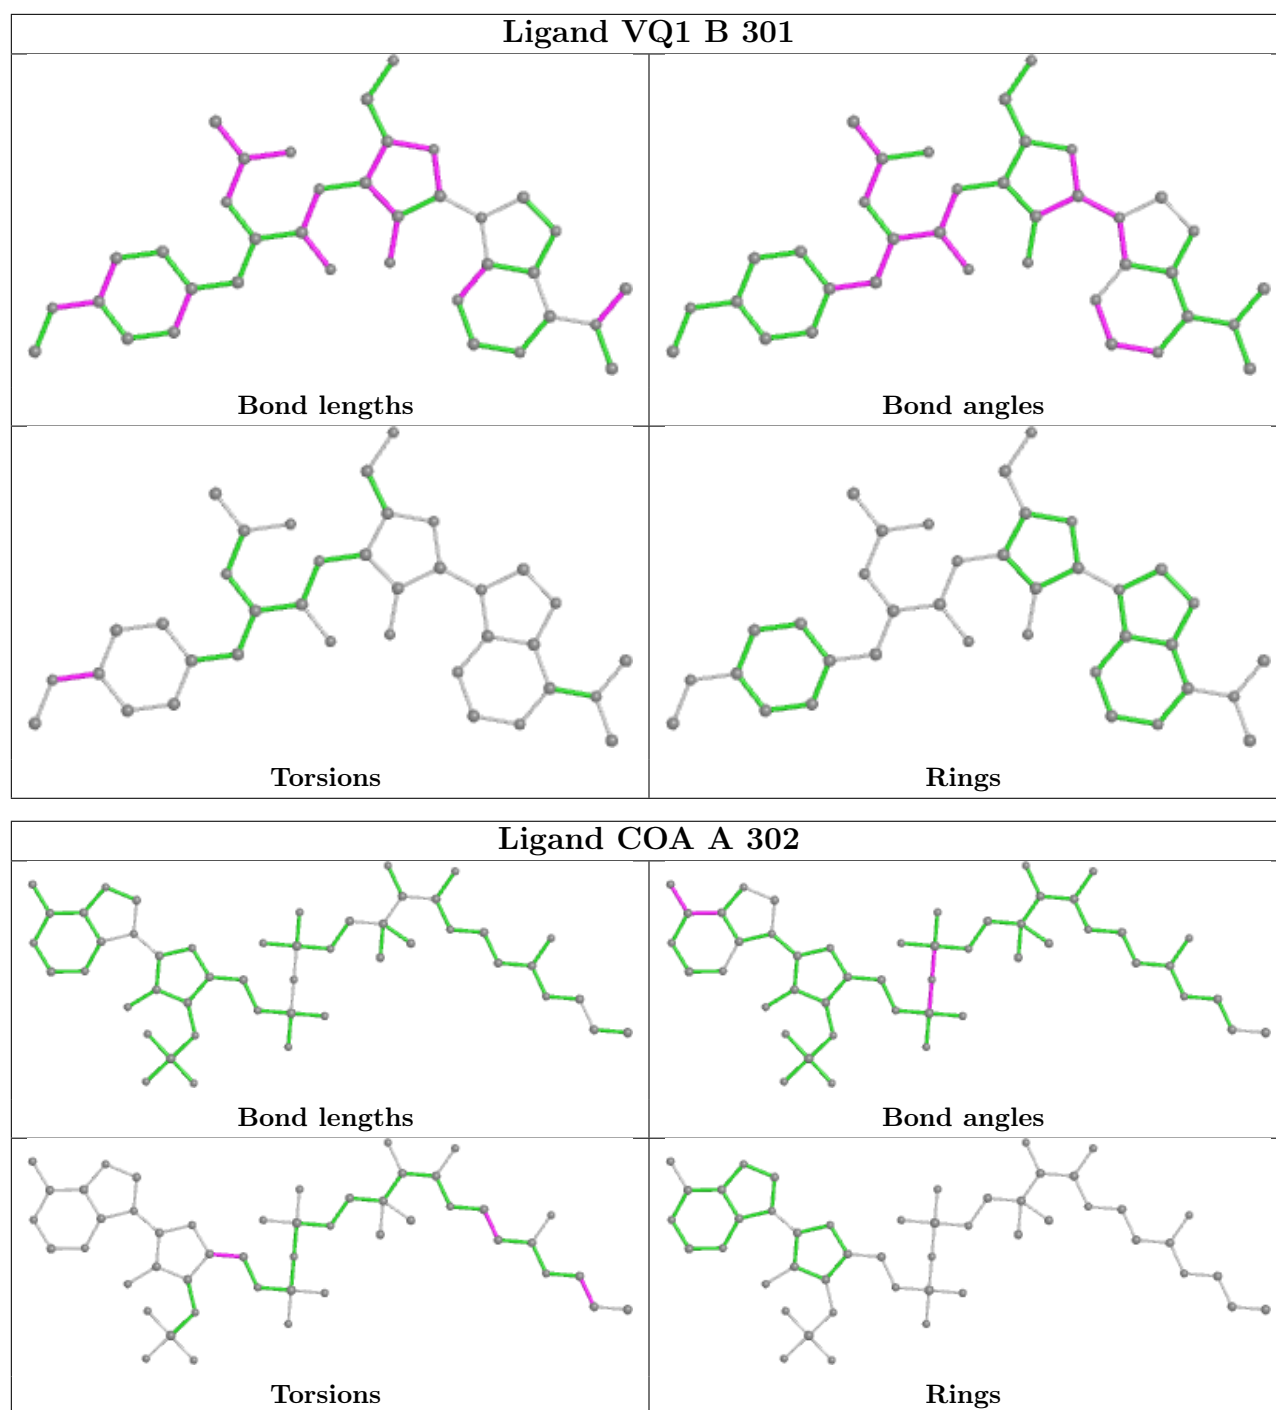 Ligand VQ1 B 301
Bond lengths
Bond angles
Torsions
Rings
Ligand COA A 302
Bond lengths
Bond angles
Torsions
Rings